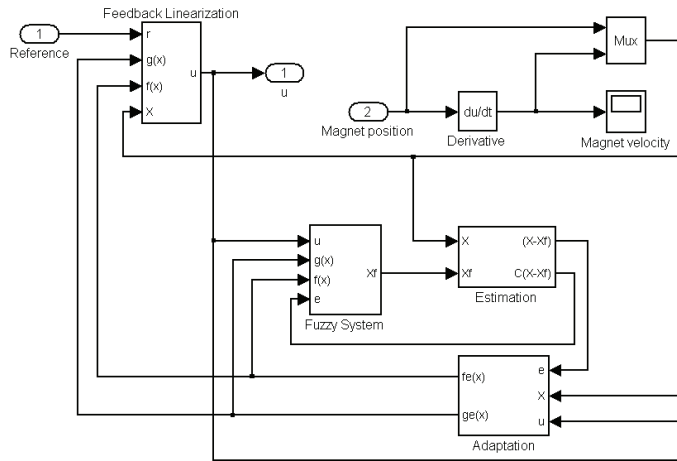 Feedback Linearization
1
Reference
r
g(x)
f(x)
X
u
1
u
2
Magnet position
du/dt
Derivative
Mux
Magnet velocity
u
g(x)
f(x)
e
Xf
Fuzzy System
X
Xf
(X-Xf)
C(X-Xf)
Estimation
fe(x)
ge(x)
e
X
u
Adaptation